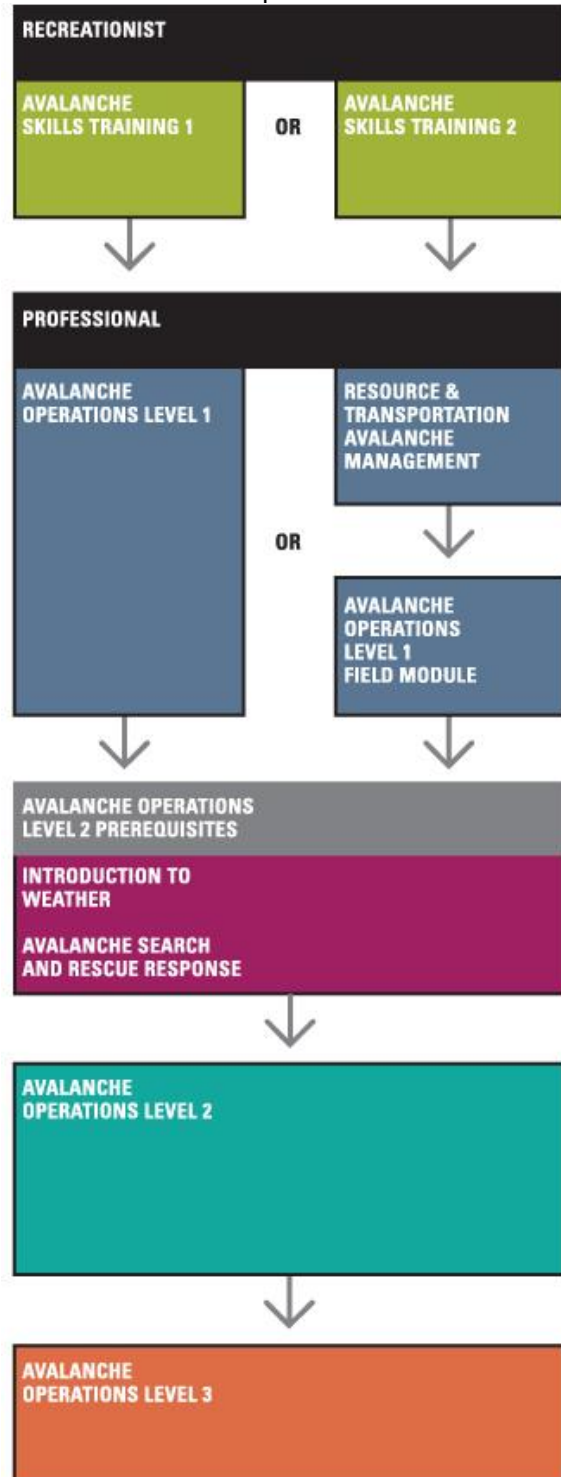 RECREATIONIST
AVALANCHE
SKILLS TRAINING 1
OR
AVALANCHE
SKILLS TRAINING 2
PROFESSIONAL
AVALANCHE
OPERATIONS LEVEL 1
OR
RESOURCE &
TRANSPORTATION
AVALANCHE
MANAGEMENT
AVALANCHE
OPERATIONS
LEVEL 1
FIELD MODULE
AVALANCHE OPERATIONS
LEVEL 2 PREREQUISITES
INTRODUCTION TO
WEATHER
AVALANCHE SEARCH
AND RESCUE RESPONSE
AVALANCHE
OPERATIONS LEVEL 2
AVALANCHE
OPERATIONS LEVEL 3